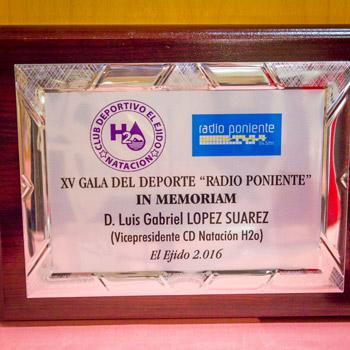 CLUB DEPORTIVO EL EJIDO
H2O
NATACION
radio poniente
XV GALA DEL DEPORTE “RADIO PONIENTE”
IN MEMORIAM
D. Luis Gabriel LOPEZ SUAREZ
(Vicepresidente CD Natación H2o)
El Ejido 2.016